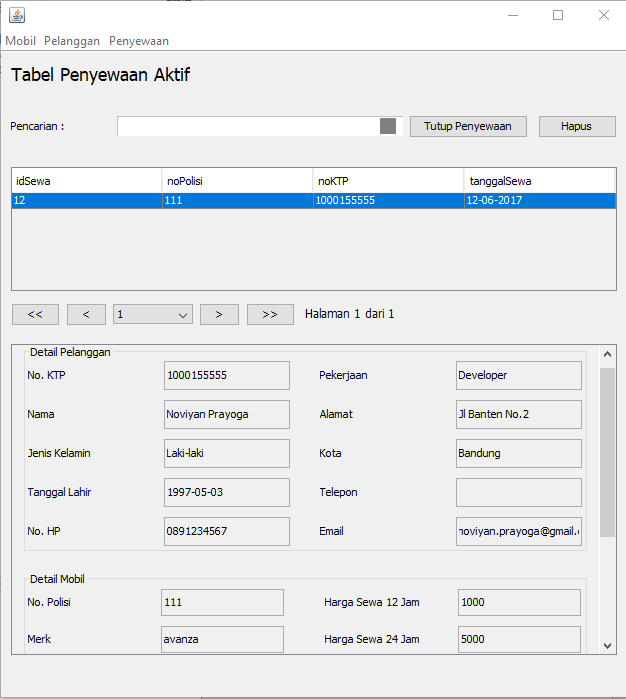 Mobil Pelanggan Penyewaan
Tabel Penyewaan Aktif
Pencarian : Tutup Penyewaan Hapus
idSewa noPolisi noKTP tanggalSewa
12 111 1000155555 12-06-2017
<< < 1 > >> Halaman 1 dari 1
Detail Pelanggan
No. KTP 1000155555 Pekerjaan Developer
Nama Noviyan Prayoga Alamat Jl Banten No.2
Jenis Kelamin Laki-laki Kota Bandung
Tanggal Lahir 1997-05-03 Telepon
No. HP 0891234567 Email noviyan.prayoga@gmail.c
Detail Mobil
No. Polisi 111 Harga Sewa 12 Jam 1000
Merk avanza Harga Sewa 24 Jam 5000